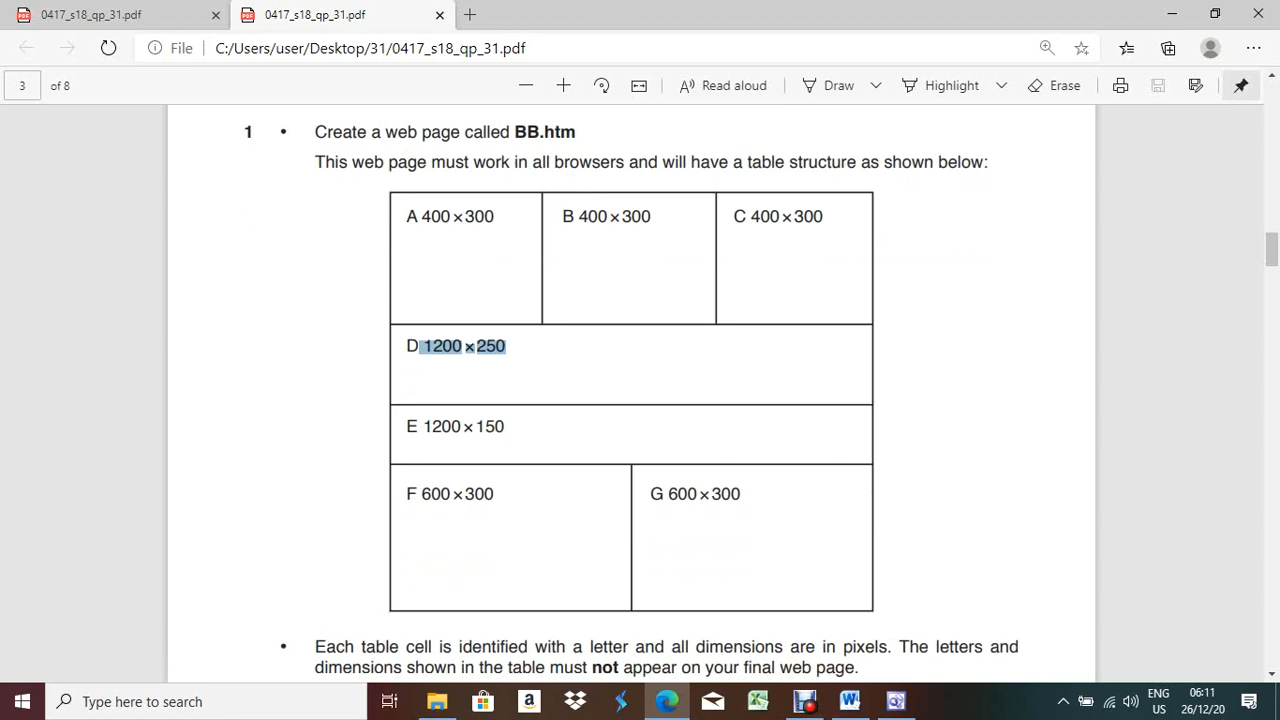 0417_s18_qp_31.pdf
0417_s18_qp_31.pdf
File C:/Users/user/Desktop/31/0417_s18_qp_31.pdf
3 of 8 Read aloud Draw Highlight Erase
1 • Create a web page called BB.htm
This web page must work in all browsers and will have a table structure as shown below:
A 400×300 B 400×300 C 400×300
D 1200×250
E 1200×150
F 600×300 G 600×300
• Each table cell is identified with a letter and all dimensions are in pixels. The letters and
dimensions shown in the table must not appear on your final web page.
Type here to search
ENG
US
06:11
26/12/20